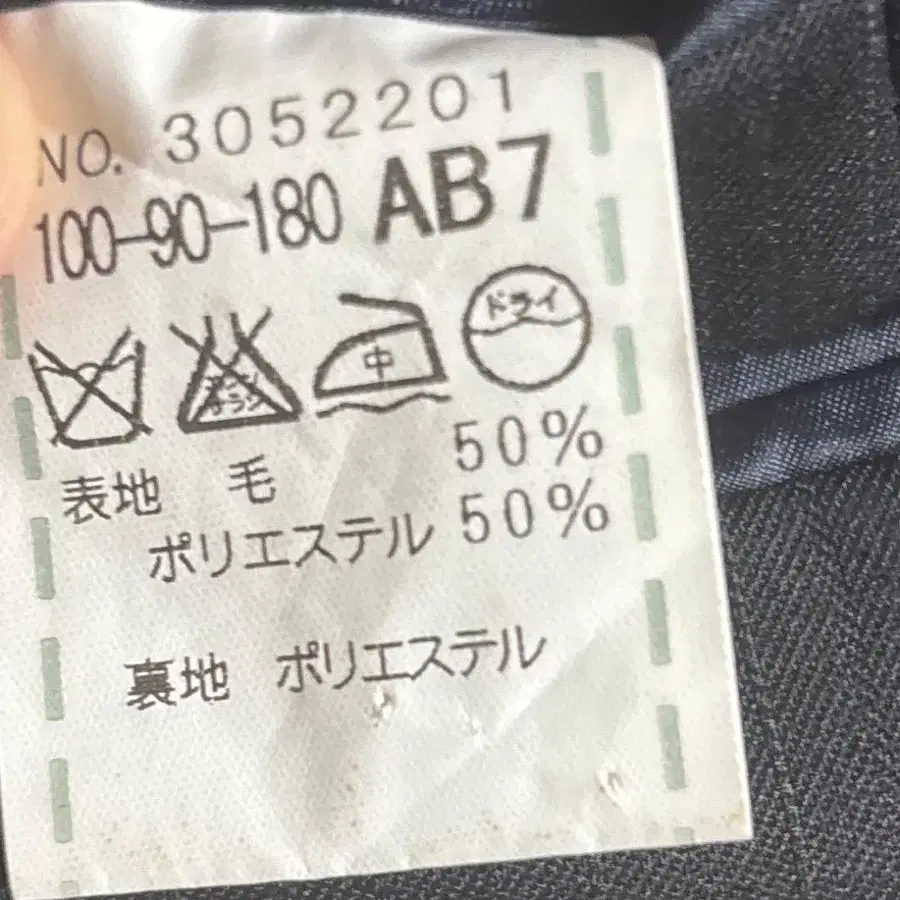 NO. 3052201
100-90-180 AB7
中 ドライ
表地 毛 50%
ポリエステル 50%
裏地 ポリエステル